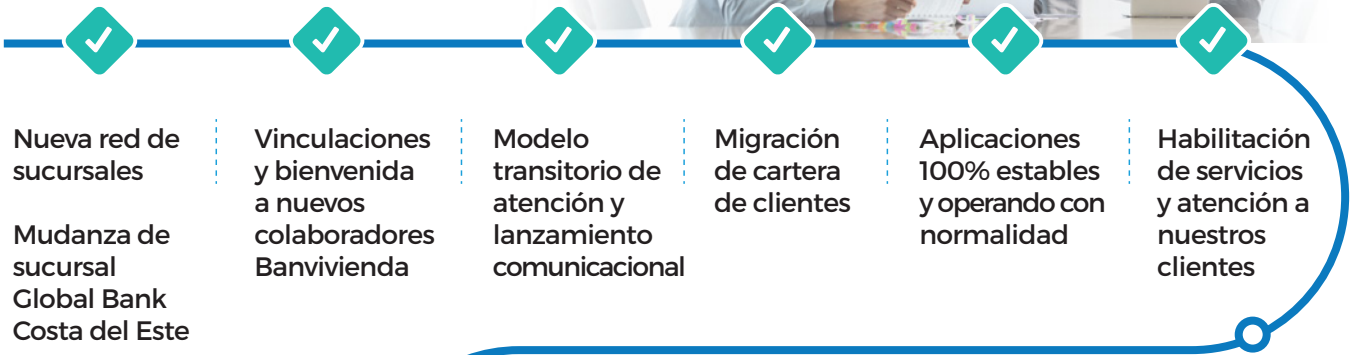 Nueva red de
sucursales
Mudanza de
sucursal
Global Bank
Costa del Este
Vinculaciones
y bienvenida
a nuevos
colaboradores
Banvivienda
Modelo
transitorio de
atención y
lanzamiento
comunicacional
Migración
de cartera
de clientes
Aplicaciones
100% estables
y operando con
normalidad
Habilitación
de servicios
y atención a
nuestros
clientes